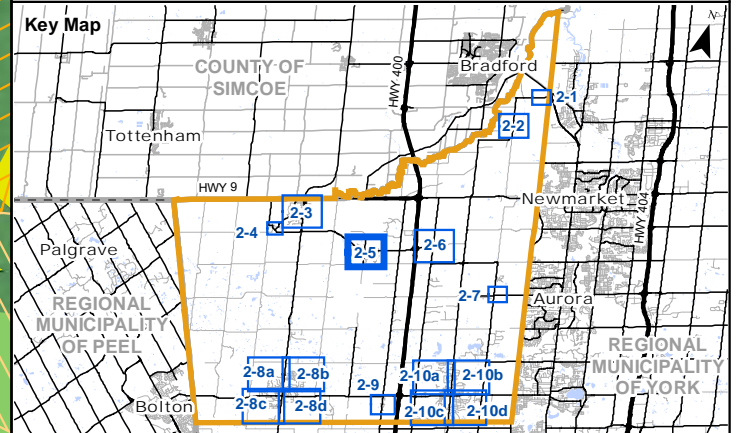 Key Map
N
COUNTY OF
SIMCOE
HWY 400
Bradford
2-1
2-2
Tottenham
HWY 9
Newmarket
HWY 404
2-3
2-4
2-5
2-6
Palgrave
2-7
Aurora
REGIONAL
MUNICIPALITY
OF PEEL
REGIONAL
MUNICIPALITY
OF YORK
2-8a
2-8b
2-9
2-10a
2-10b
Bolton
2-8c
2-8d
2-10c
2-10d